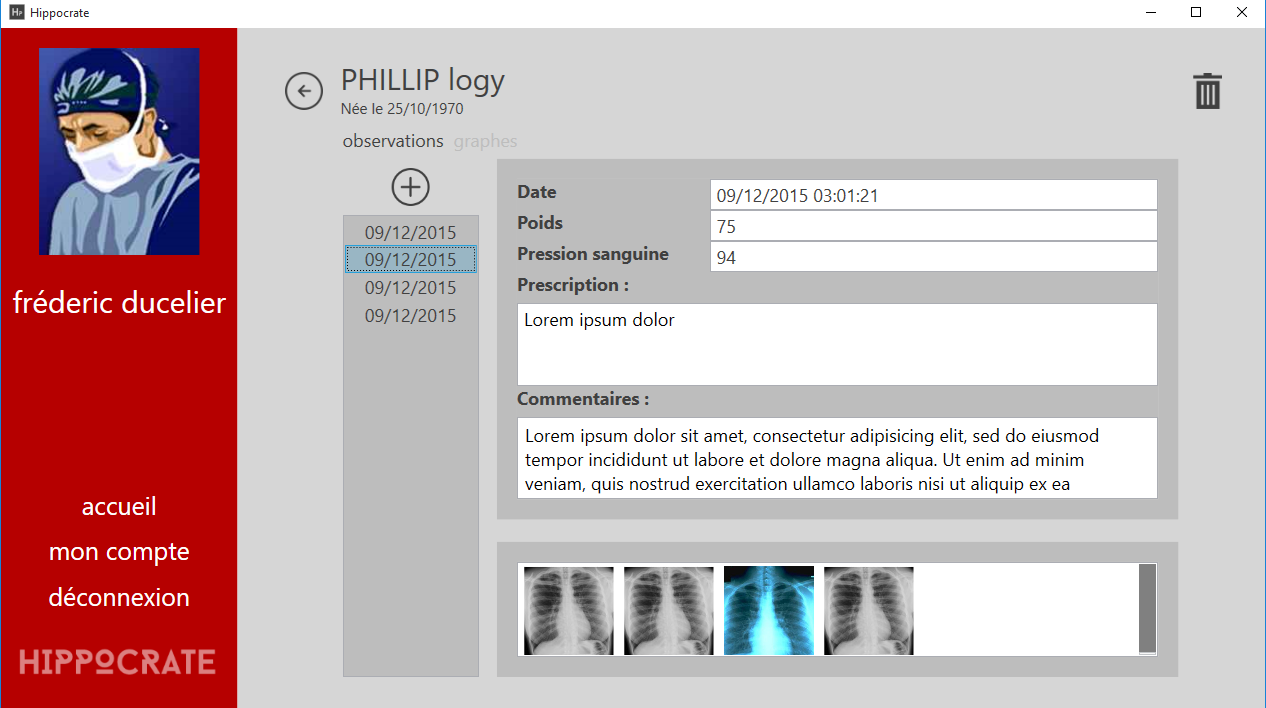 Hippocrate
fréderic ducelier
accueil
mon compte
déconnexion
HIPPOCRATE
PHILLIP logy
Née le 25/10/1970
observations graphes
09/12/2015
09/12/2015
09/12/2015
09/12/2015
Date 09/12/2015 03:01:21
Poids 75
Pression sanguine 94
Prescription :
Lorem ipsum dolor
Commentaires :
Lorem ipsum dolor sit amet, consectetur adipisicing elit, sed do eiusmod
tempor incididunt ut labore et dolore magna aliqua. Ut enim ad minim
veniam, quis nostrud exercitation ullamco laboris nisi ut aliquip ex ea